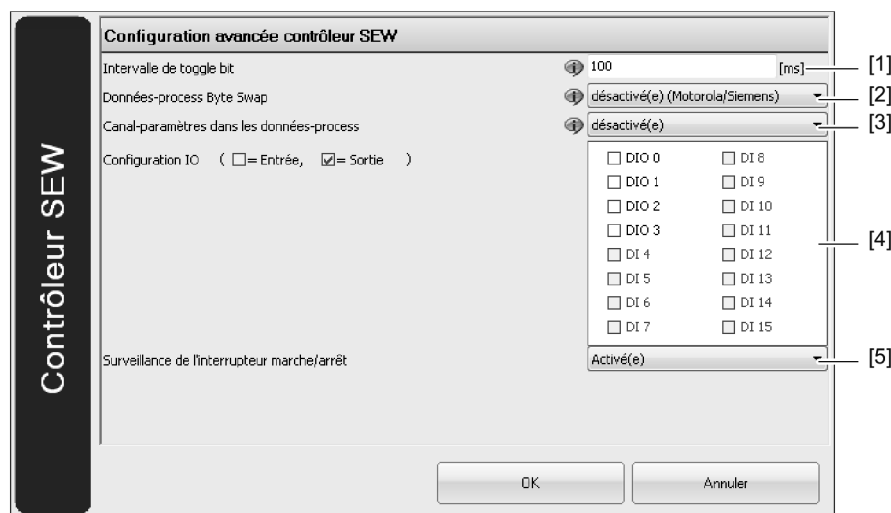 Contrôleur SEW
Configuration avancée contrôleur SEW
Intervalle de toggle bit 100 [ms] [1]
Données-process Byte Swap désactivé(e) (Motorola/Siemens) [2]
Canal-paramètres dans les données-process désactivé(e) [3]
Configuration IO ( = Entrée, = Sortie )
DIO 0 DI 8
DIO 1 DI 9
DIO 2 DI 10
DIO 3 DI 11
DI 4 DI 12 [4]
DI 5 DI 13
DI 6 DI 14
DI 7 DI 15
Surveillance de l'interrupteur marche/arrêt Activé(e) [5]
OK Annuler